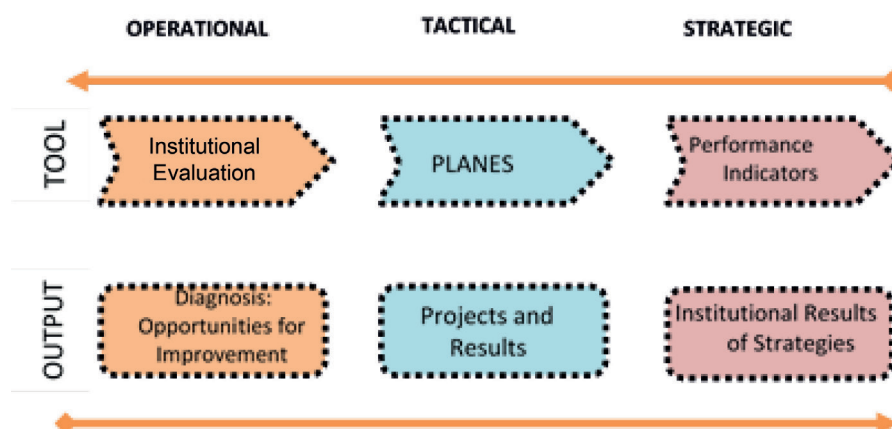 OPERATIONAL
TACTICAL
STRATEGIC
TOOL
Institutional
Evaluation
PLANES
Performance
Indicators
OUTPUT
Diagnosis:
Opportunities for
Improvement
Projects and
Results
Institutional Results
of Strategies